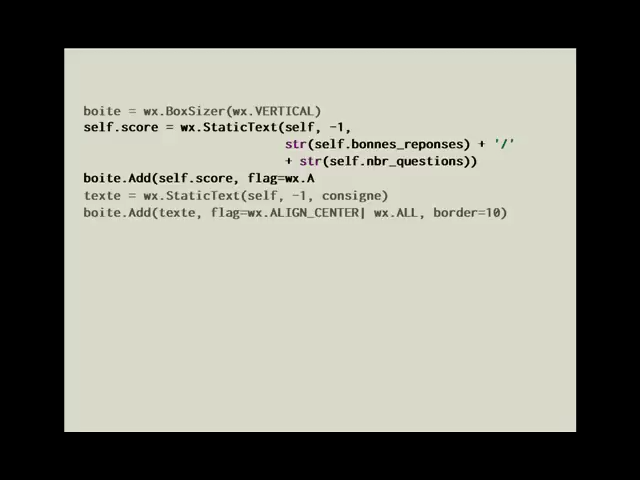 boite = wx.BoxSizer(wx.VERTICAL)
self.score = wx.StaticText(self, -1,
str(self.bonnes_reponses) + '/'
+ str(self.nbr_questions))
boite.Add(self.score, flag=wx.A
texte = wx.StaticText(self, -1, consigne)
boite.Add(texte, flag=wx.ALIGN_CENTER| wx.ALL, border=10)